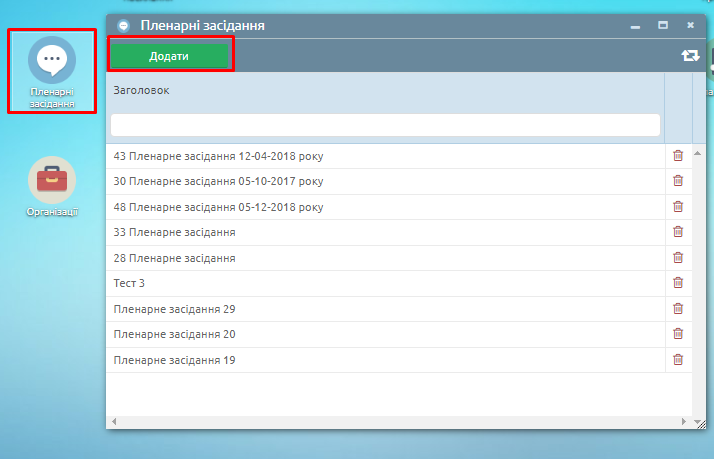 Пленарні засідання
Додати
Пленарні
засідання
Заголовок
43 Пленарне засідання 12-04-2018 року
30 Пленарне засідання 05-10-2017 року
48 Пленарне засідання 05-12-2018 року
33 Пленарне засідання
28 Пленарне засідання
Тест 3
Пленарне засідання 29
Пленарне засідання 20
Пленарне засідання 19
Організації